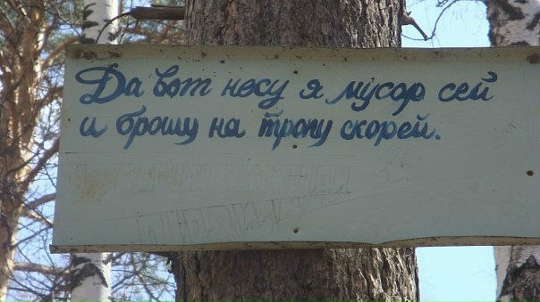 Да вот несу я мусор сей
и брошу на тропу скорей.